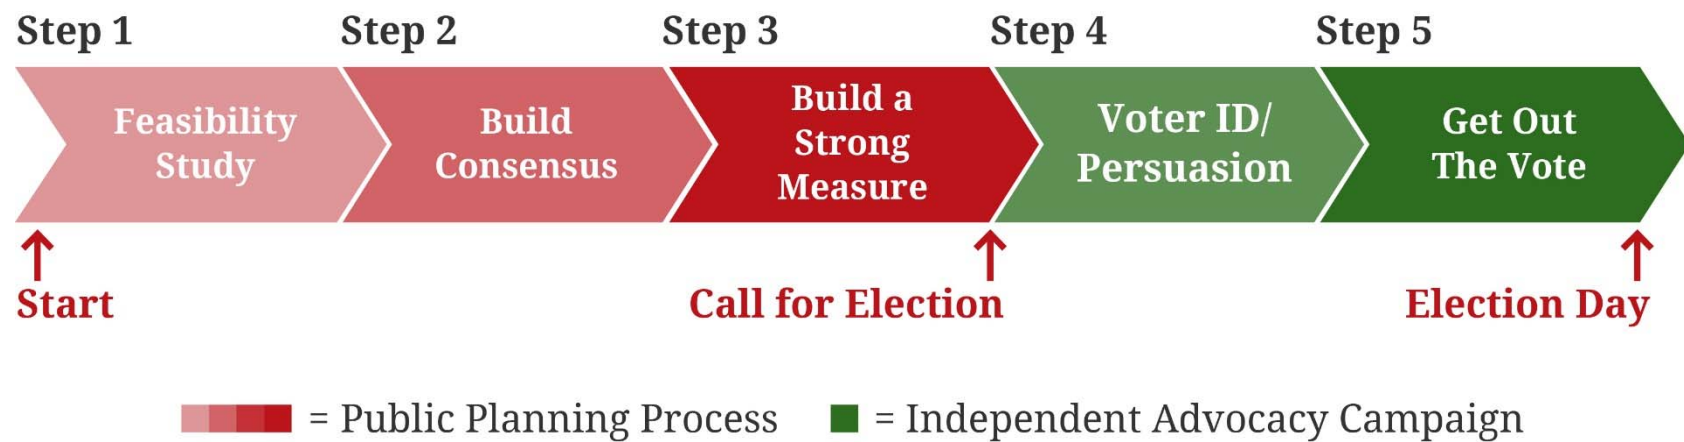 Step 1
Step 2
Step 3
Step 4
Step 5
Feasibility
Study
Build
Consensus
Build a
Strong
Measure
Voter ID/
Persuasion
Get Out
The Vote
Start
Call for Election
Election Day
= Public Planning Process
= Independent Advocacy Campaign